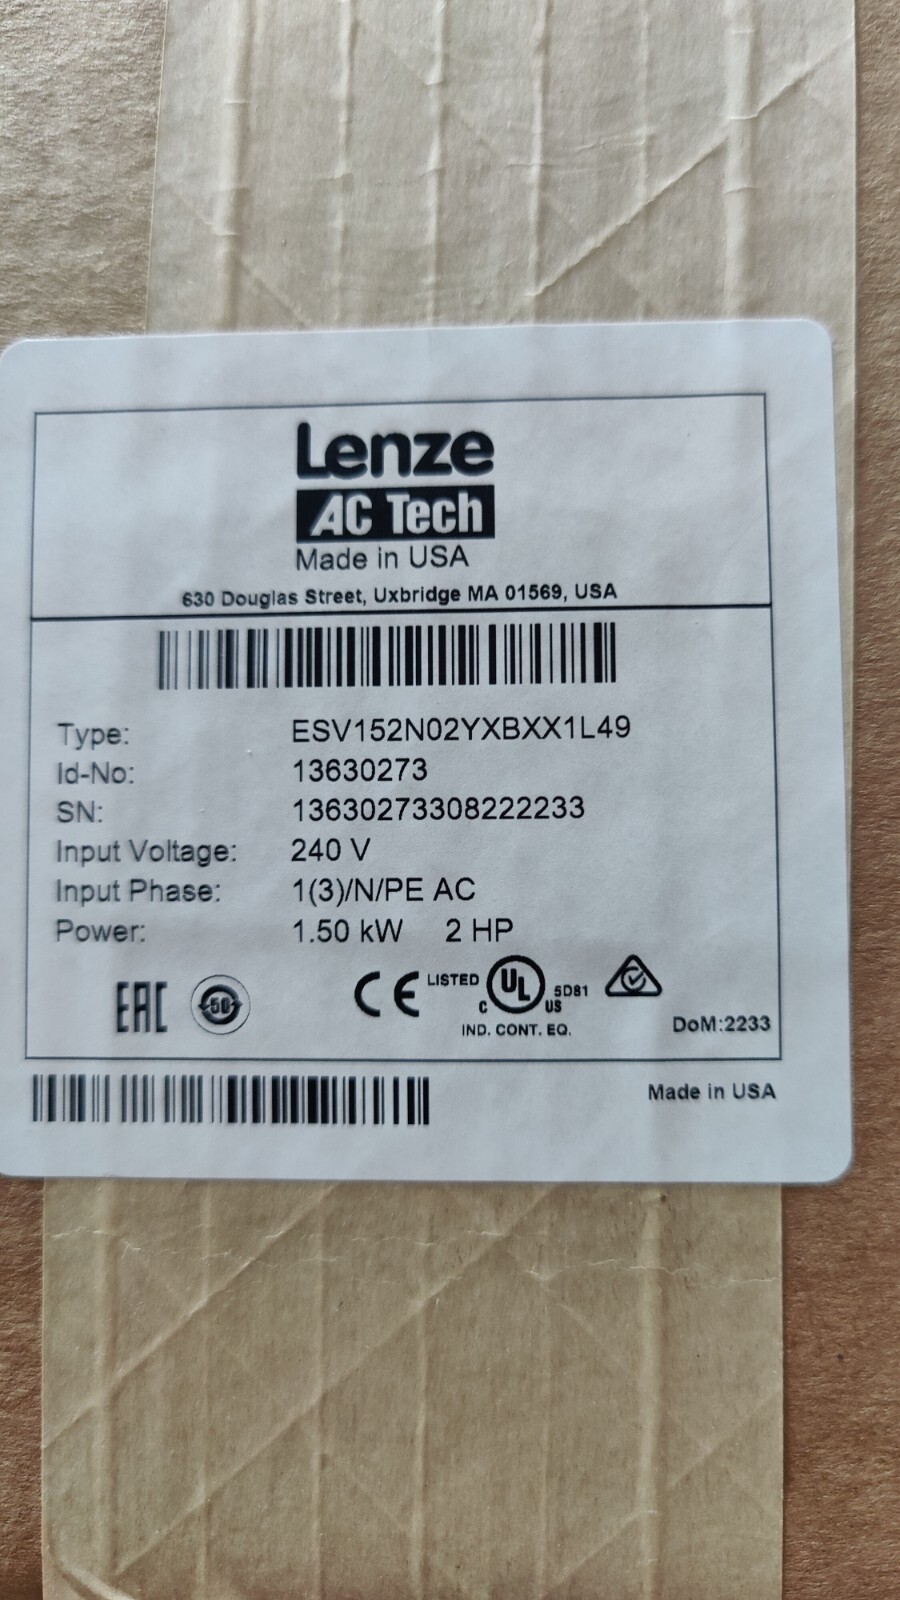 Lenze
AC Tech
Made in USA
630 Douglas Street, Uxbridge MA 01569, USA
Type: ESV152N02YXBXX1L49
Id-No: 13630273
SN: 13630273308222233
Input Voltage: 240 V
Input Phase: 1(3)/N/PE AC
Power: 1.50 kW 2 HP
EAC 50 CE LISTED C UL US 5D81
IND. CONT. EQ.
DoM:2233
Made in USA